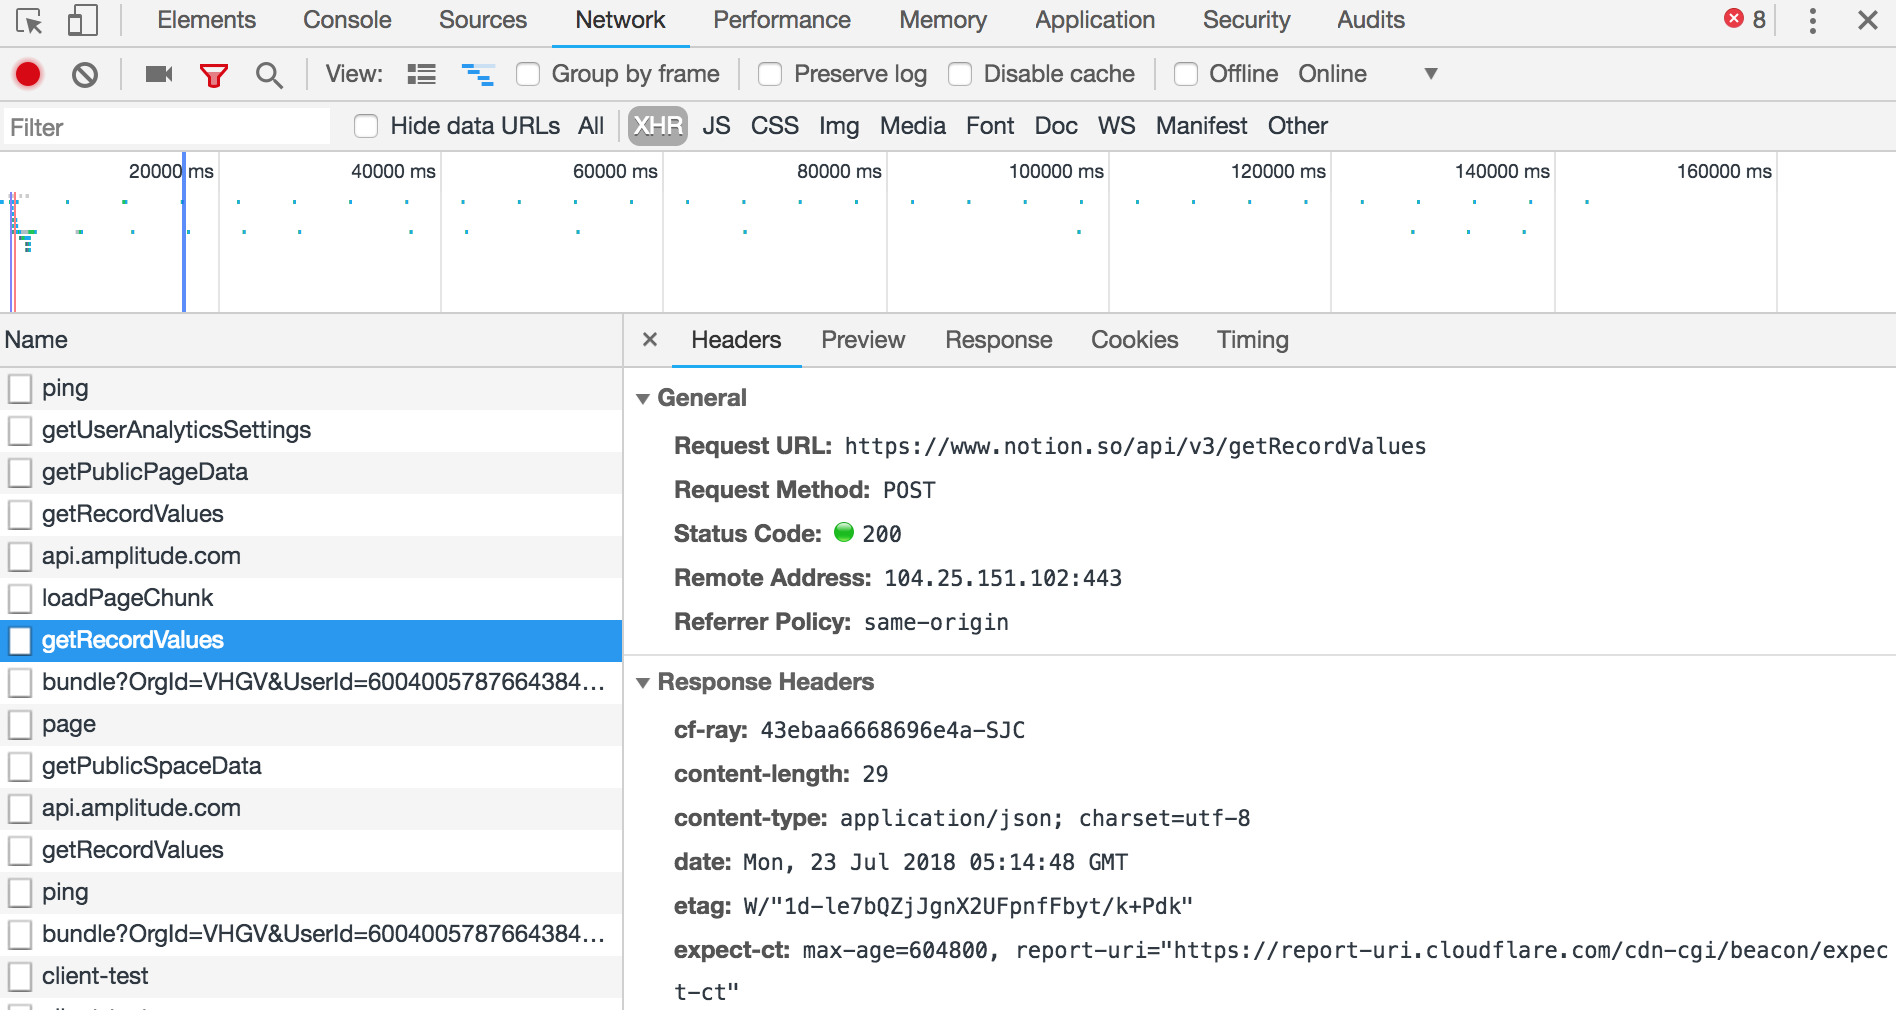 Elements Console Sources Network Performance Memory Application Security Audits 8
View: Group by frame Preserve log Disable cache Offline Online
Filter Hide data URLs All XHR JS CSS Img Media Font Doc WS Manifest Other
20000 ms 40000 ms 60000 ms 80000 ms 100000 ms 120000 ms 140000 ms 160000 ms
Name
ping
getUserAnalyticsSettings
getPublicPageData
getRecordValues
api.amplitude.com
loadPageChunk
getRecordValues
bundle?OrgId=VHGV&UserId=6004005787664384...
page
getPublicSpaceData
api.amplitude.com
getRecordValues
ping
bundle?OrgId=VHGV&UserId=6004005787664384...
client-test
Headers Preview Response Cookies Timing
General
Request URL: https://www.notion.so/api/v3/getRecordValues
Request Method: POST
Status Code: 200
Remote Address: 104.25.151.102:443
Referrer Policy: same-origin
Response Headers
cf-ray: 43ebaa6668696e4a-SJC
content-length: 29
content-type: application/json; charset=utf-8
date: Mon, 23 Jul 2018 05:14:48 GMT
etag: W/"1d-le7bQZjJgnX2UFpnfFbyt/k+Pdk"
expect-ct: max-age=604800, report-uri="https://report-uri.cloudflare.com/cdn-cgi/beacon/expec
t-ct"